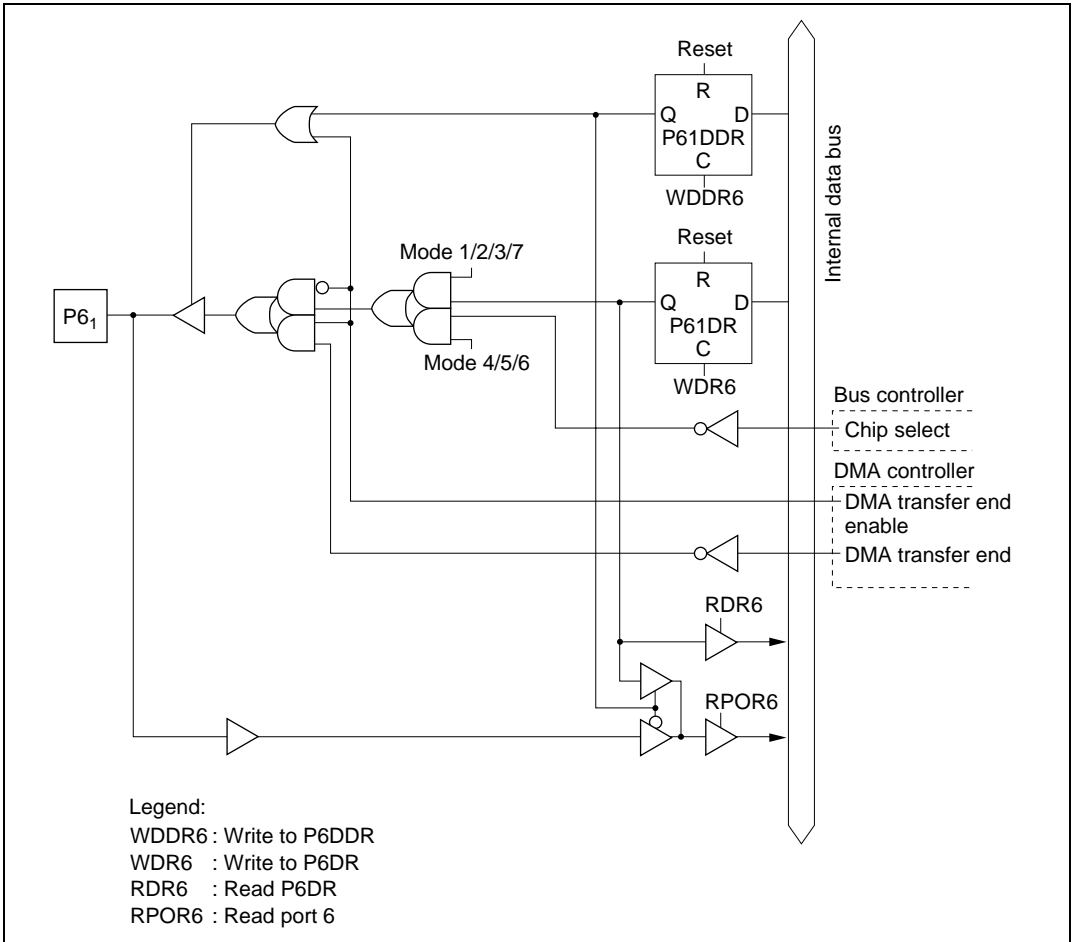 Reset
R
Q D
P61DDR
C
WDDR6
Internal data bus
Reset
Mode 1/2/3/7
R
Q D
P61DR
C
WDR6
P6₁
Mode 4/5/6
Bus controller
Chip select
DMA controller
DMA transfer end
enable
DMA transfer end
RDR6
RPOR6
Legend:
WDDR6 : Write to P6DDR
WDR6 : Write to P6DR
RDR6 : Read P6DR
RPOR6 : Read port 6